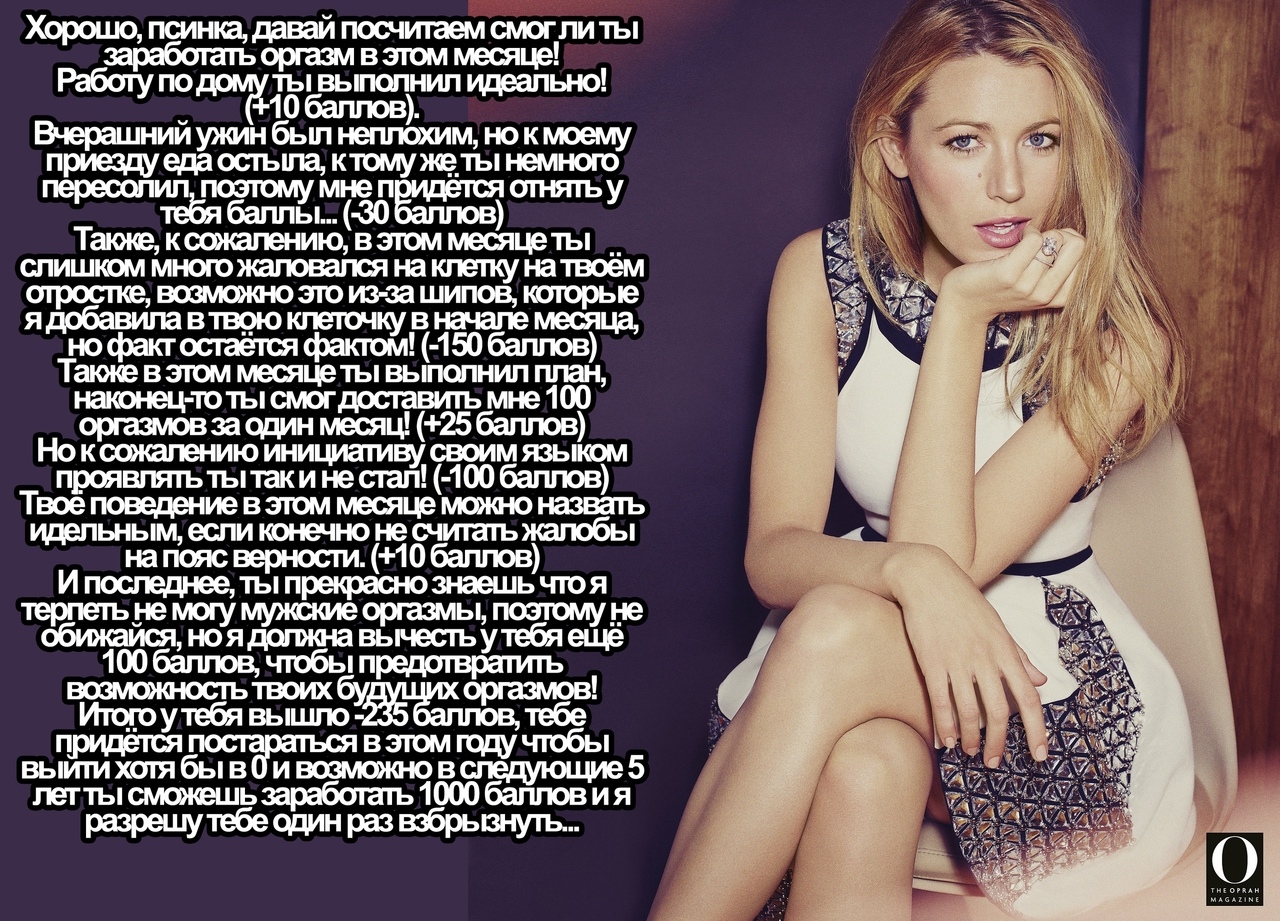 Хорошо, псинка, давай посчитаем смог ли ты
заработать оргазм в этом месяце!
Работу по дому ты выполнил идеально!
(+10 баллов).
Вчерашний ужин был неплохим, но к моему
приезду еда остыла, к тому же ты немного
пересолил, поэтому мне придётся отнять у
тебя баллы... (-30 баллов)
Также, к сожалению, в этом месяце ты
слишком много жаловался на клетку на твоём
отростке, возможно это из-за шипов, которые
я добавила в твою клеточку в начале месяца,
но факт остаётся фактом! (-150 баллов)
Также в этом месяце ты выполнил план,
наконец-то ты смог доставить мне 100
оргазмов за один месяц! (+25 баллов)
Но к сожалению инициативу своим языком
проявлять ты так и не стал! (-100 баллов)
Твоё поведение в этом месяце можно назвать
идельным, если конечно не считать жалобы
на пояс верности. (+10 баллов)
И последнее, ты прекрасно знаешь что я
терпеть не могу мужские оргазмы, поэтому не
обижайся, но я должна вычесть у тебя ещё
100 баллов, чтобы предотвратить
возможность твоих будущих оргазмов!
Итого у тебя вышло -235 баллов, тебе
придётся постараться в этом году чтобы
выйти хотя бы в 0 и возможно в следующие 5
лет ты сможешь заработать 1000 баллов и я
разрешу тебе один раз взбрызнуть...
O
THE OPRAH
MAGAZINE